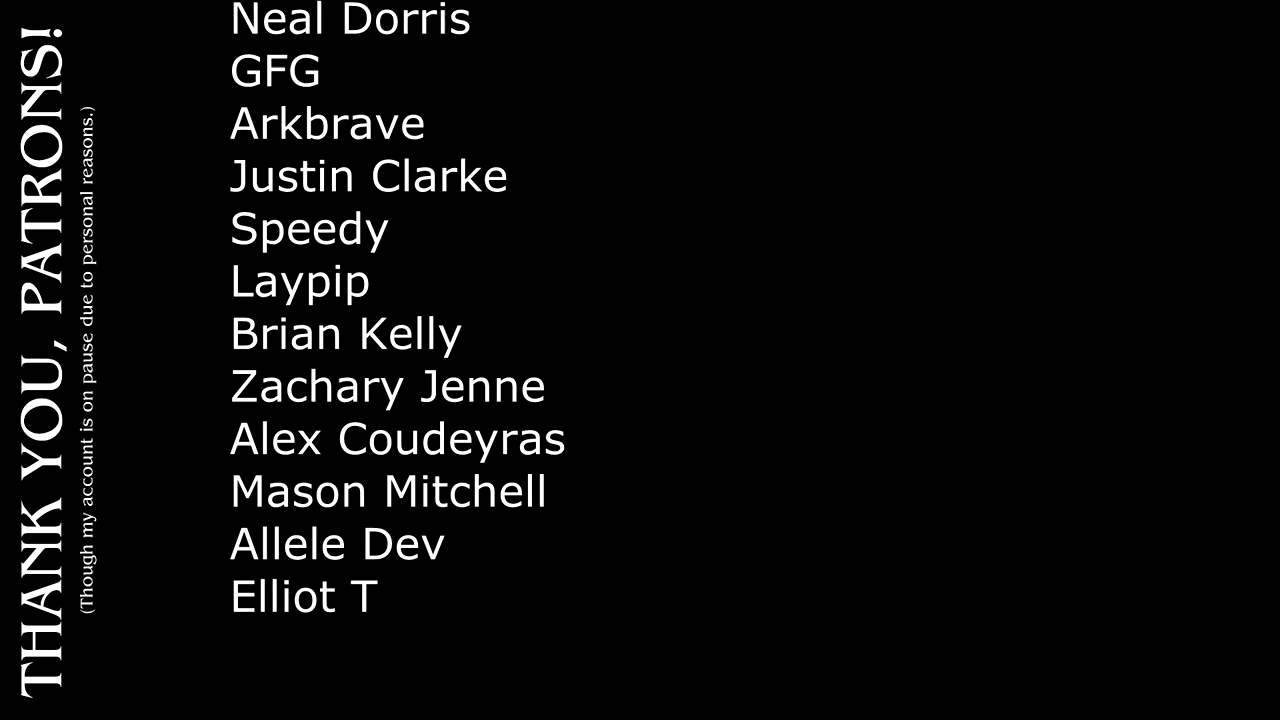 THANK YOU, PATRONS!
(Though my account is on pause due to personal reasons.)
Neal Dorris
GFG
Arkbrave
Justin Clarke
Speedy
Laypip
Brian Kelly
Zachary Jenne
Alex Coudeyras
Mason Mitchell
Allele Dev
Elliot T